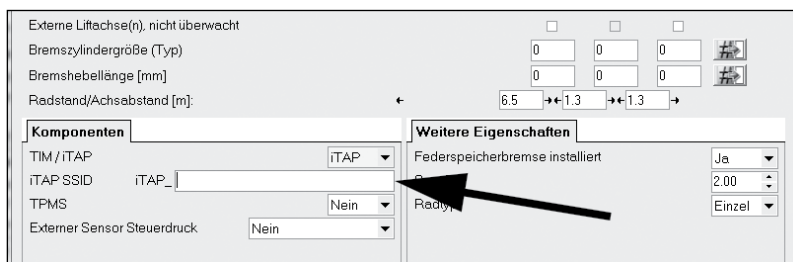 Externe Liftachse(n), nicht überwacht
Bremszylindergröße (Typ) 0 0 0 #
Bremshebellänge [mm] 0 0 0 #
Radstand/Achsabstand [m]: 6.5 1.3 1.3
Komponenten
TIM / iTAP iTAP
iTAP SSID iTAP_
TPMS Nein
Externer Sensor Steuerdruck Nein
Weitere Eigenschaften
Federspeicherbremse installiert Ja
2.00
Einzel